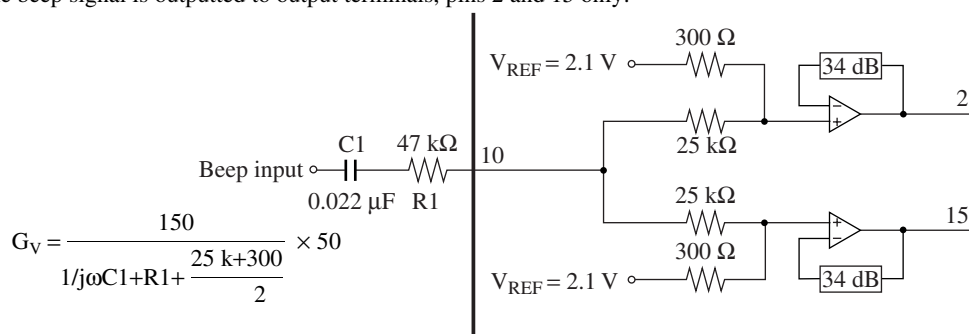 the beep signal is outputted to output terminals, pins 2 and 15 only.
300 Ω
V_REF = 2.1 V
34 dB
2
25 kΩ
C1
47 kΩ
10
Beep input
0.022 μF
R1
25 kΩ
15
G_V = 150 / (1/jωC1+R1+ (25 k+300)/2) × 50
300 Ω
V_REF = 2.1 V
34 dB